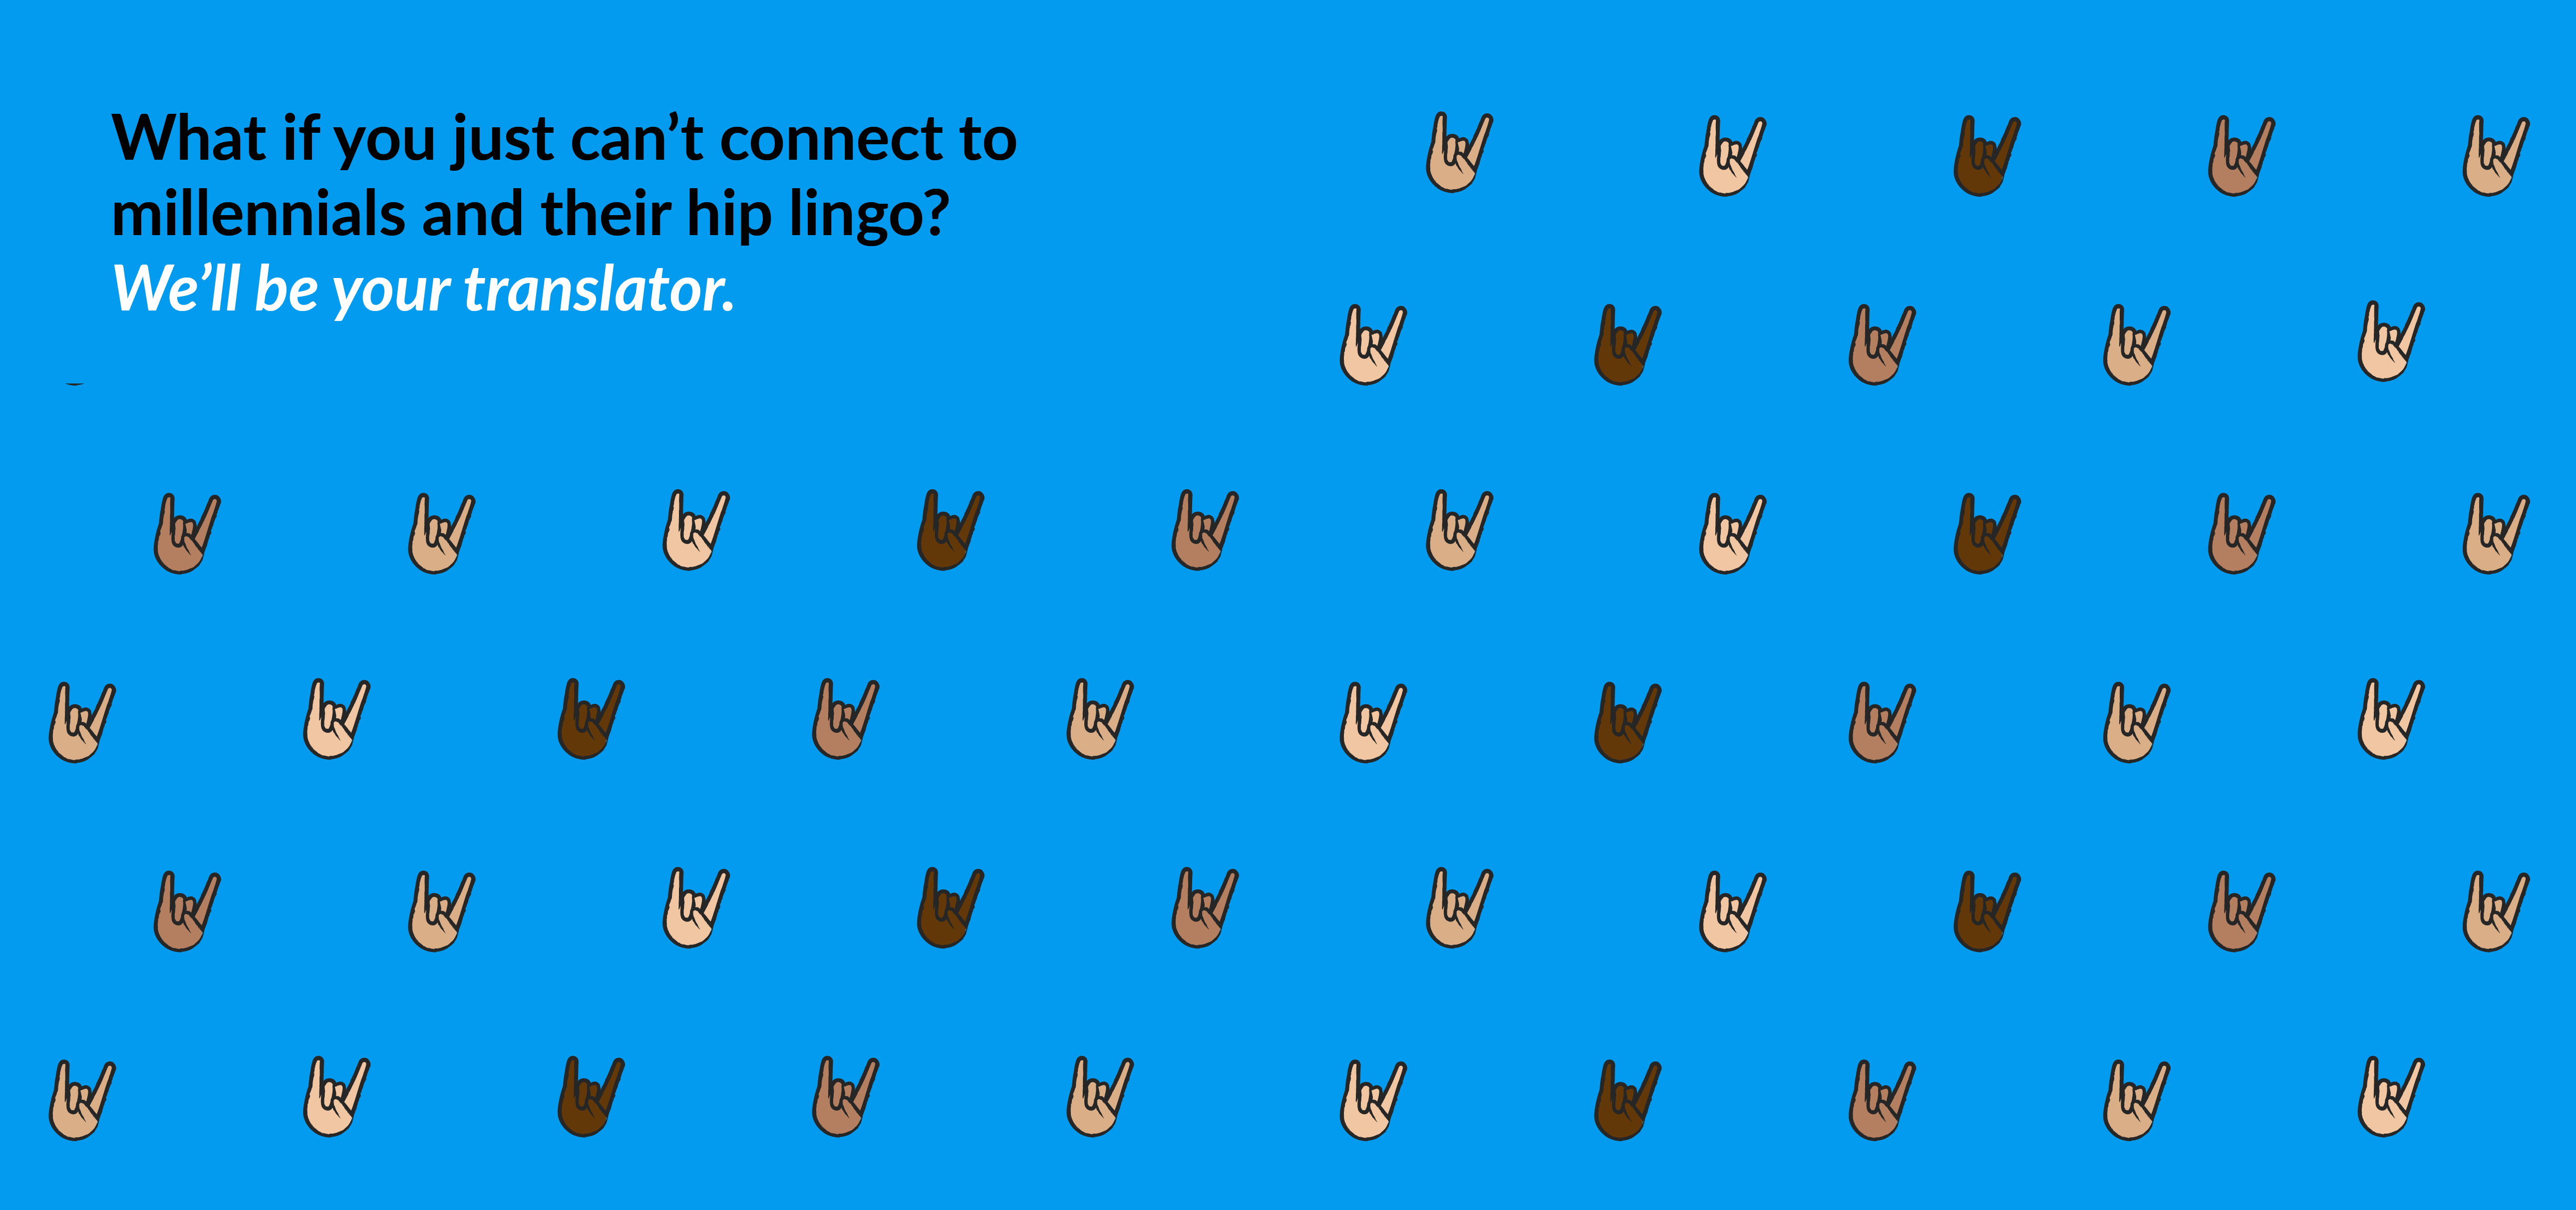 What if you just can’t connect to
millennials and their hip lingo?
We’ll be your translator.